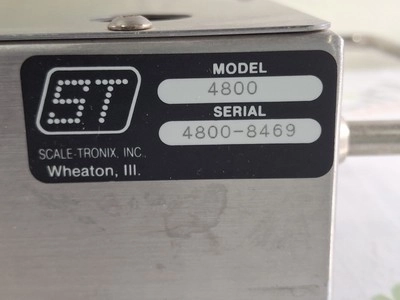 ST
SCALE-TRONIX, INC.
Wheaton, Ill.
MODEL
4800
SERIAL
4800-8469